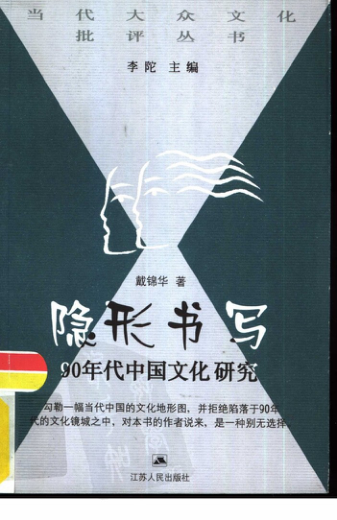 当代大众文化
批评丛书
李陀 主编
戴锦华 著
隐形书写
90年代中国文化研究
勾勒一幅当代中国的文化地形图，并拒绝陷落于90年
代的文化镜城之中，对本书的作者说来，是一种别无选择。
江苏人民出版社